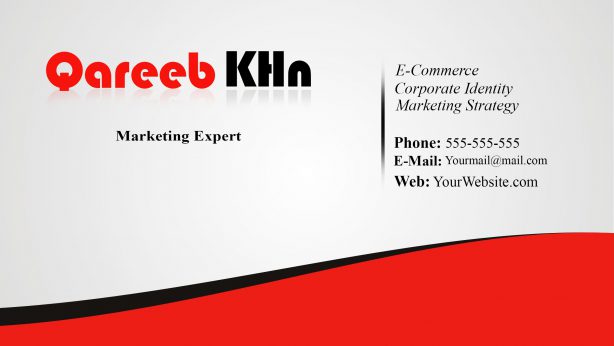 Qareeb KHn
Marketing Expert
E-Commerce
Corporate Identity
Marketing Strategy
Phone: 555-555-555
E-Mail: Yourmail@mail.com
Web: YourWebsite.com